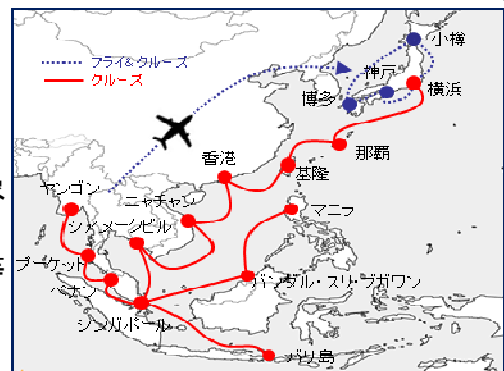 フライ&クルーズ
クルーズ
小樽
神戸
横浜
博多
那覇
香港
基隆
ヤンゴン
ニャチャン
マニラ
シアヌークビル
プーケット
ペナン
バンダル・スリ・ブガワン
シンガポール
バリ島